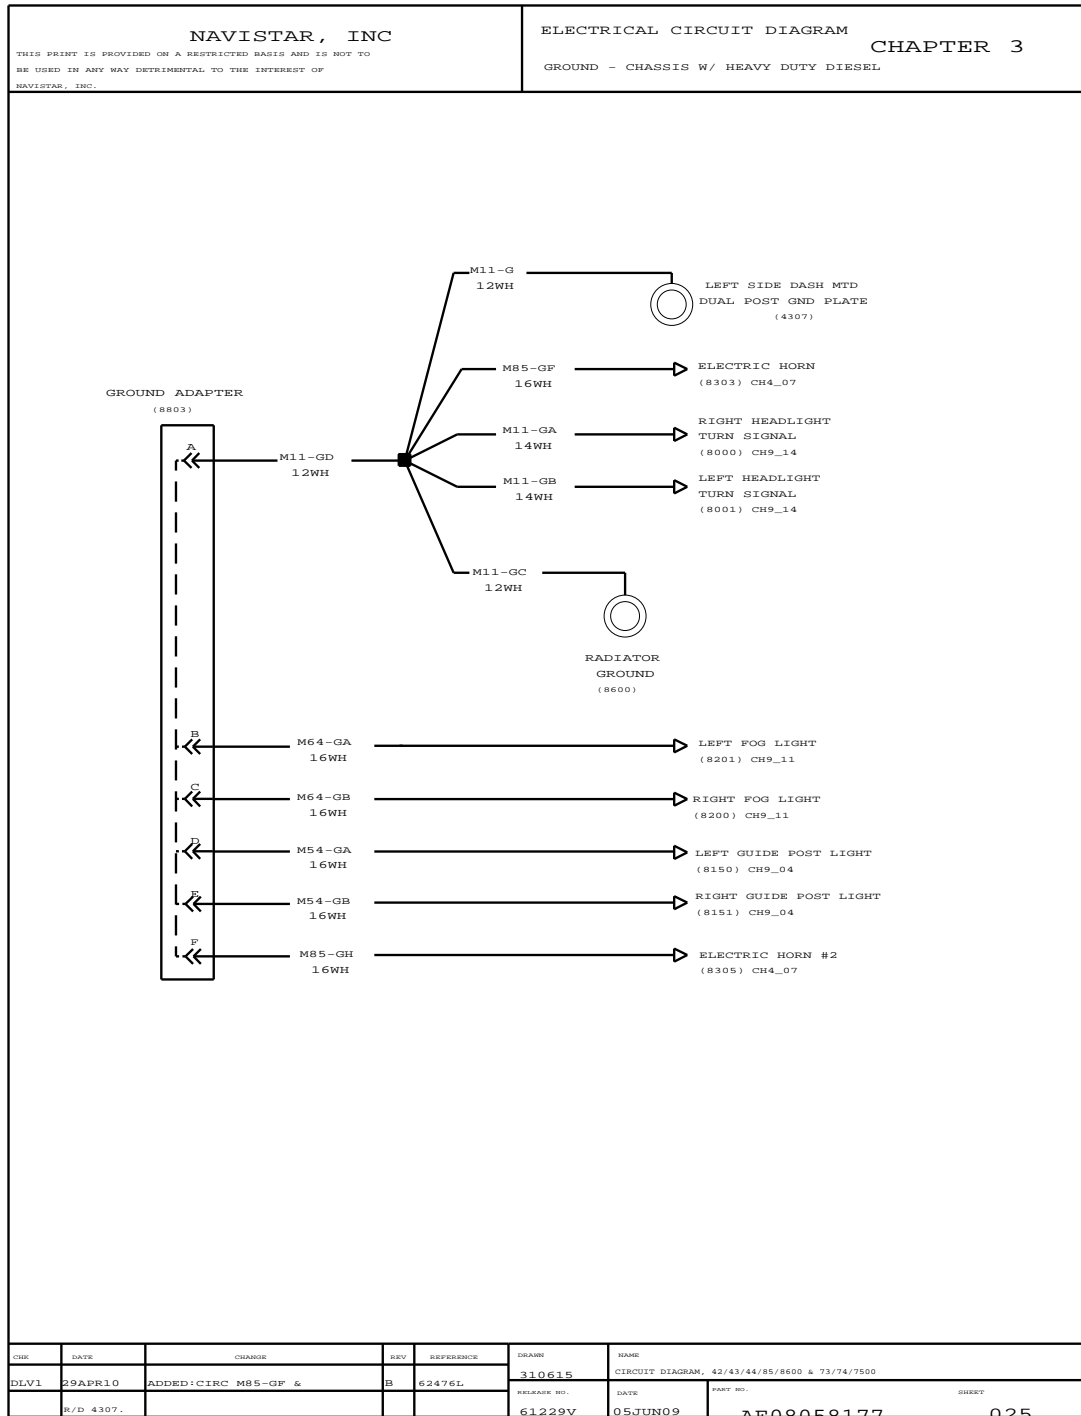 NAVISTAR, INC
THIS PRINT IS PROVIDED ON A RESTRICTED BASIS AND IS NOT TO
BE USED IN ANY WAY DETRIMENTAL TO THE INTEREST OF
NAVISTAR, INC.
ELECTRICAL CIRCUIT DIAGRAM
CHAPTER 3
GROUND - CHASSIS W/ HEAVY DUTY DIESEL
M11-G
12WH
LEFT SIDE DASH MTD
DUAL POST GND PLATE
(4307)
M85-GF
16WH
ELECTRIC HORN
(8303) CH4_07
GROUND ADAPTER
(8803)
A
M11-GD
12WH
M11-GA
14WH
RIGHT HEADLIGHT
TURN SIGNAL
(8000) CH9_14
M11-GB
14WH
LEFT HEADLIGHT
TURN SIGNAL
(8001) CH9_14
M11-GC
12WH
RADIATOR
GROUND
(8600)
B
M64-GA
16WH
LEFT FOG LIGHT
(8201) CH9_11
C
M64-GB
16WH
RIGHT FOG LIGHT
(8200) CH9_11
D
M54-GA
16WH
LEFT GUIDE POST LIGHT
(8150) CH9_04
E
M54-GB
16WH
RIGHT GUIDE POST LIGHT
(8151) CH9_04
F
M85-GH
16WH
ELECTRIC HORN #2
(8305) CH4_07
CHK DATE CHANGE REV REFERENCE
DLV1 29APR10 ADDED:CIRC M85-GF & B 62476L
R/D 4307.
DRAWN
310615
NAME
CIRCUIT DIAGRAM, 42/43/44/85/8600 & 73/74/7500
RELEASE NO.
61229V
DATE
05JUN09
PART NO.
AE08058177
SHEET
025